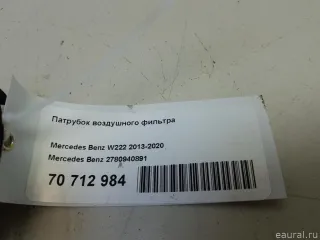 Патрубок воздушного фильтра
Mercedes Benz W222 2013-2020
Mercedes Benz 2780940891
70 712 984
eaural.ru